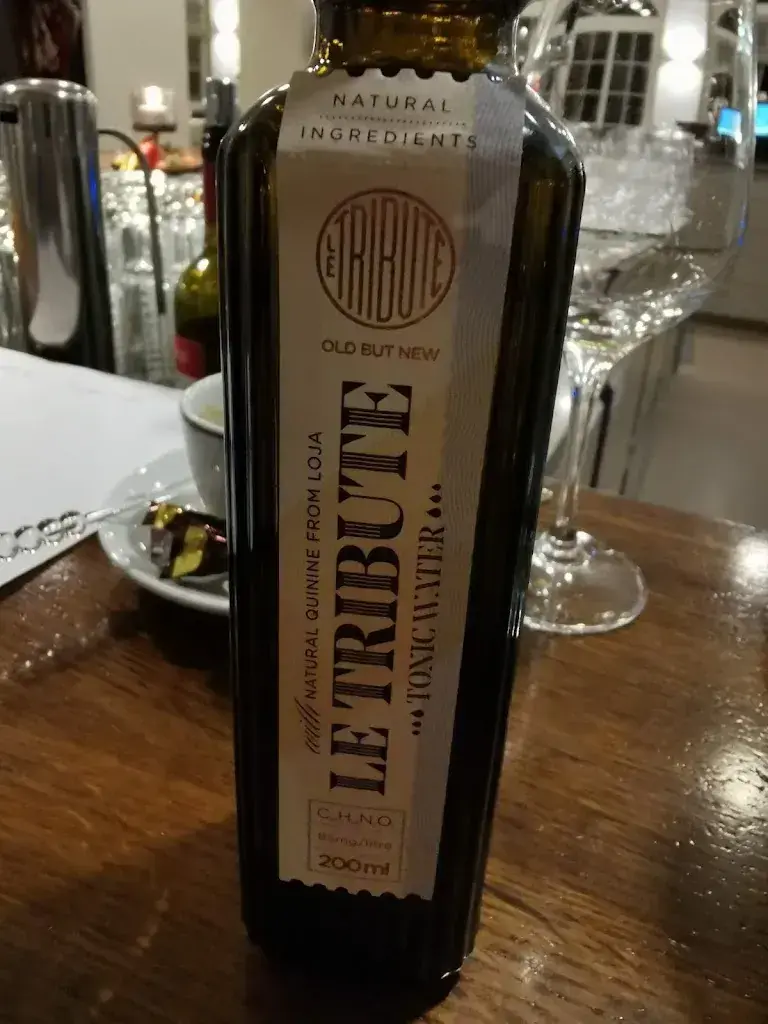 NATURAL
INGREDIENTS
LE TRIBUTE
OLD BUT NEW
with NATURAL QUININE FROM LOJA
LE TRIBUTE
TONIC WATER
200ml